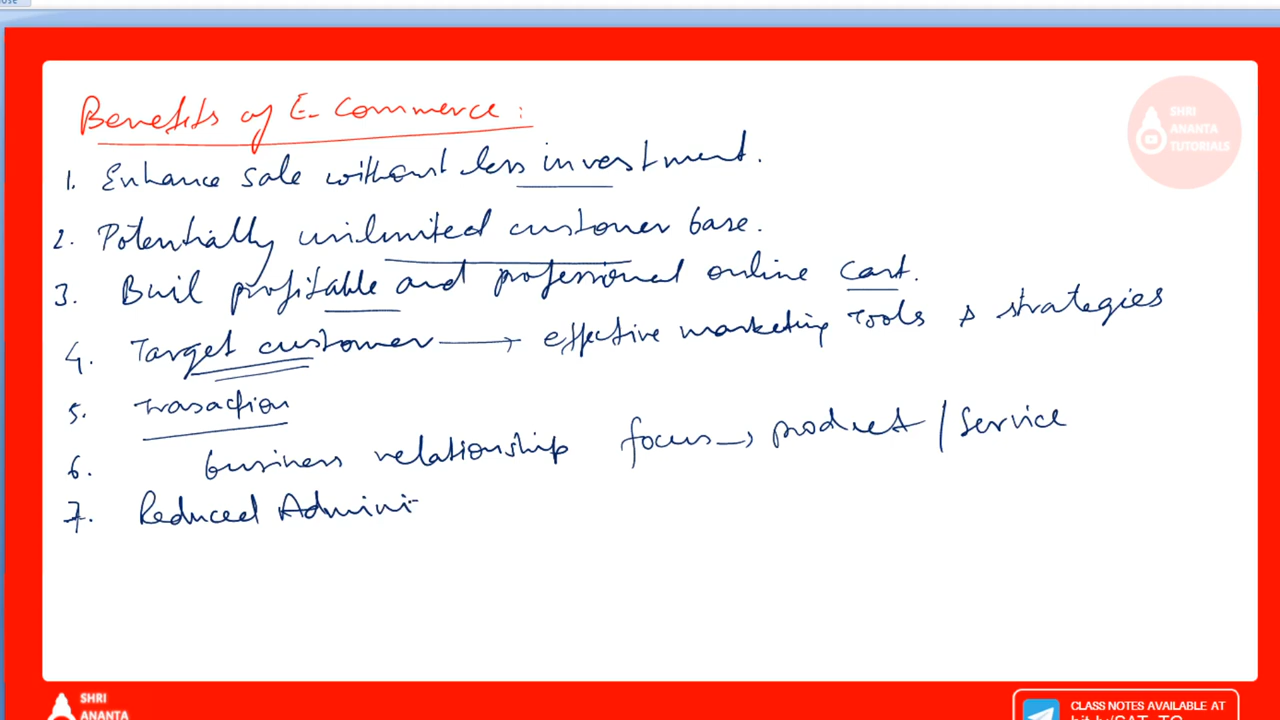 Benefits of E-Commerce :
1. Enhance sale without less investment.
2. Potentially unlimited customer base.
3. Buil profitable and professional online cart.
4. Target customer → effective marketing Tools & strategies
5. Trasaction
6. business relationship focus → product / Service
7. Reduced Admini
SHRI
ANANTA
TUTORIALS
SHRI
ANANTA
CLASS NOTES AVAILABLE AT